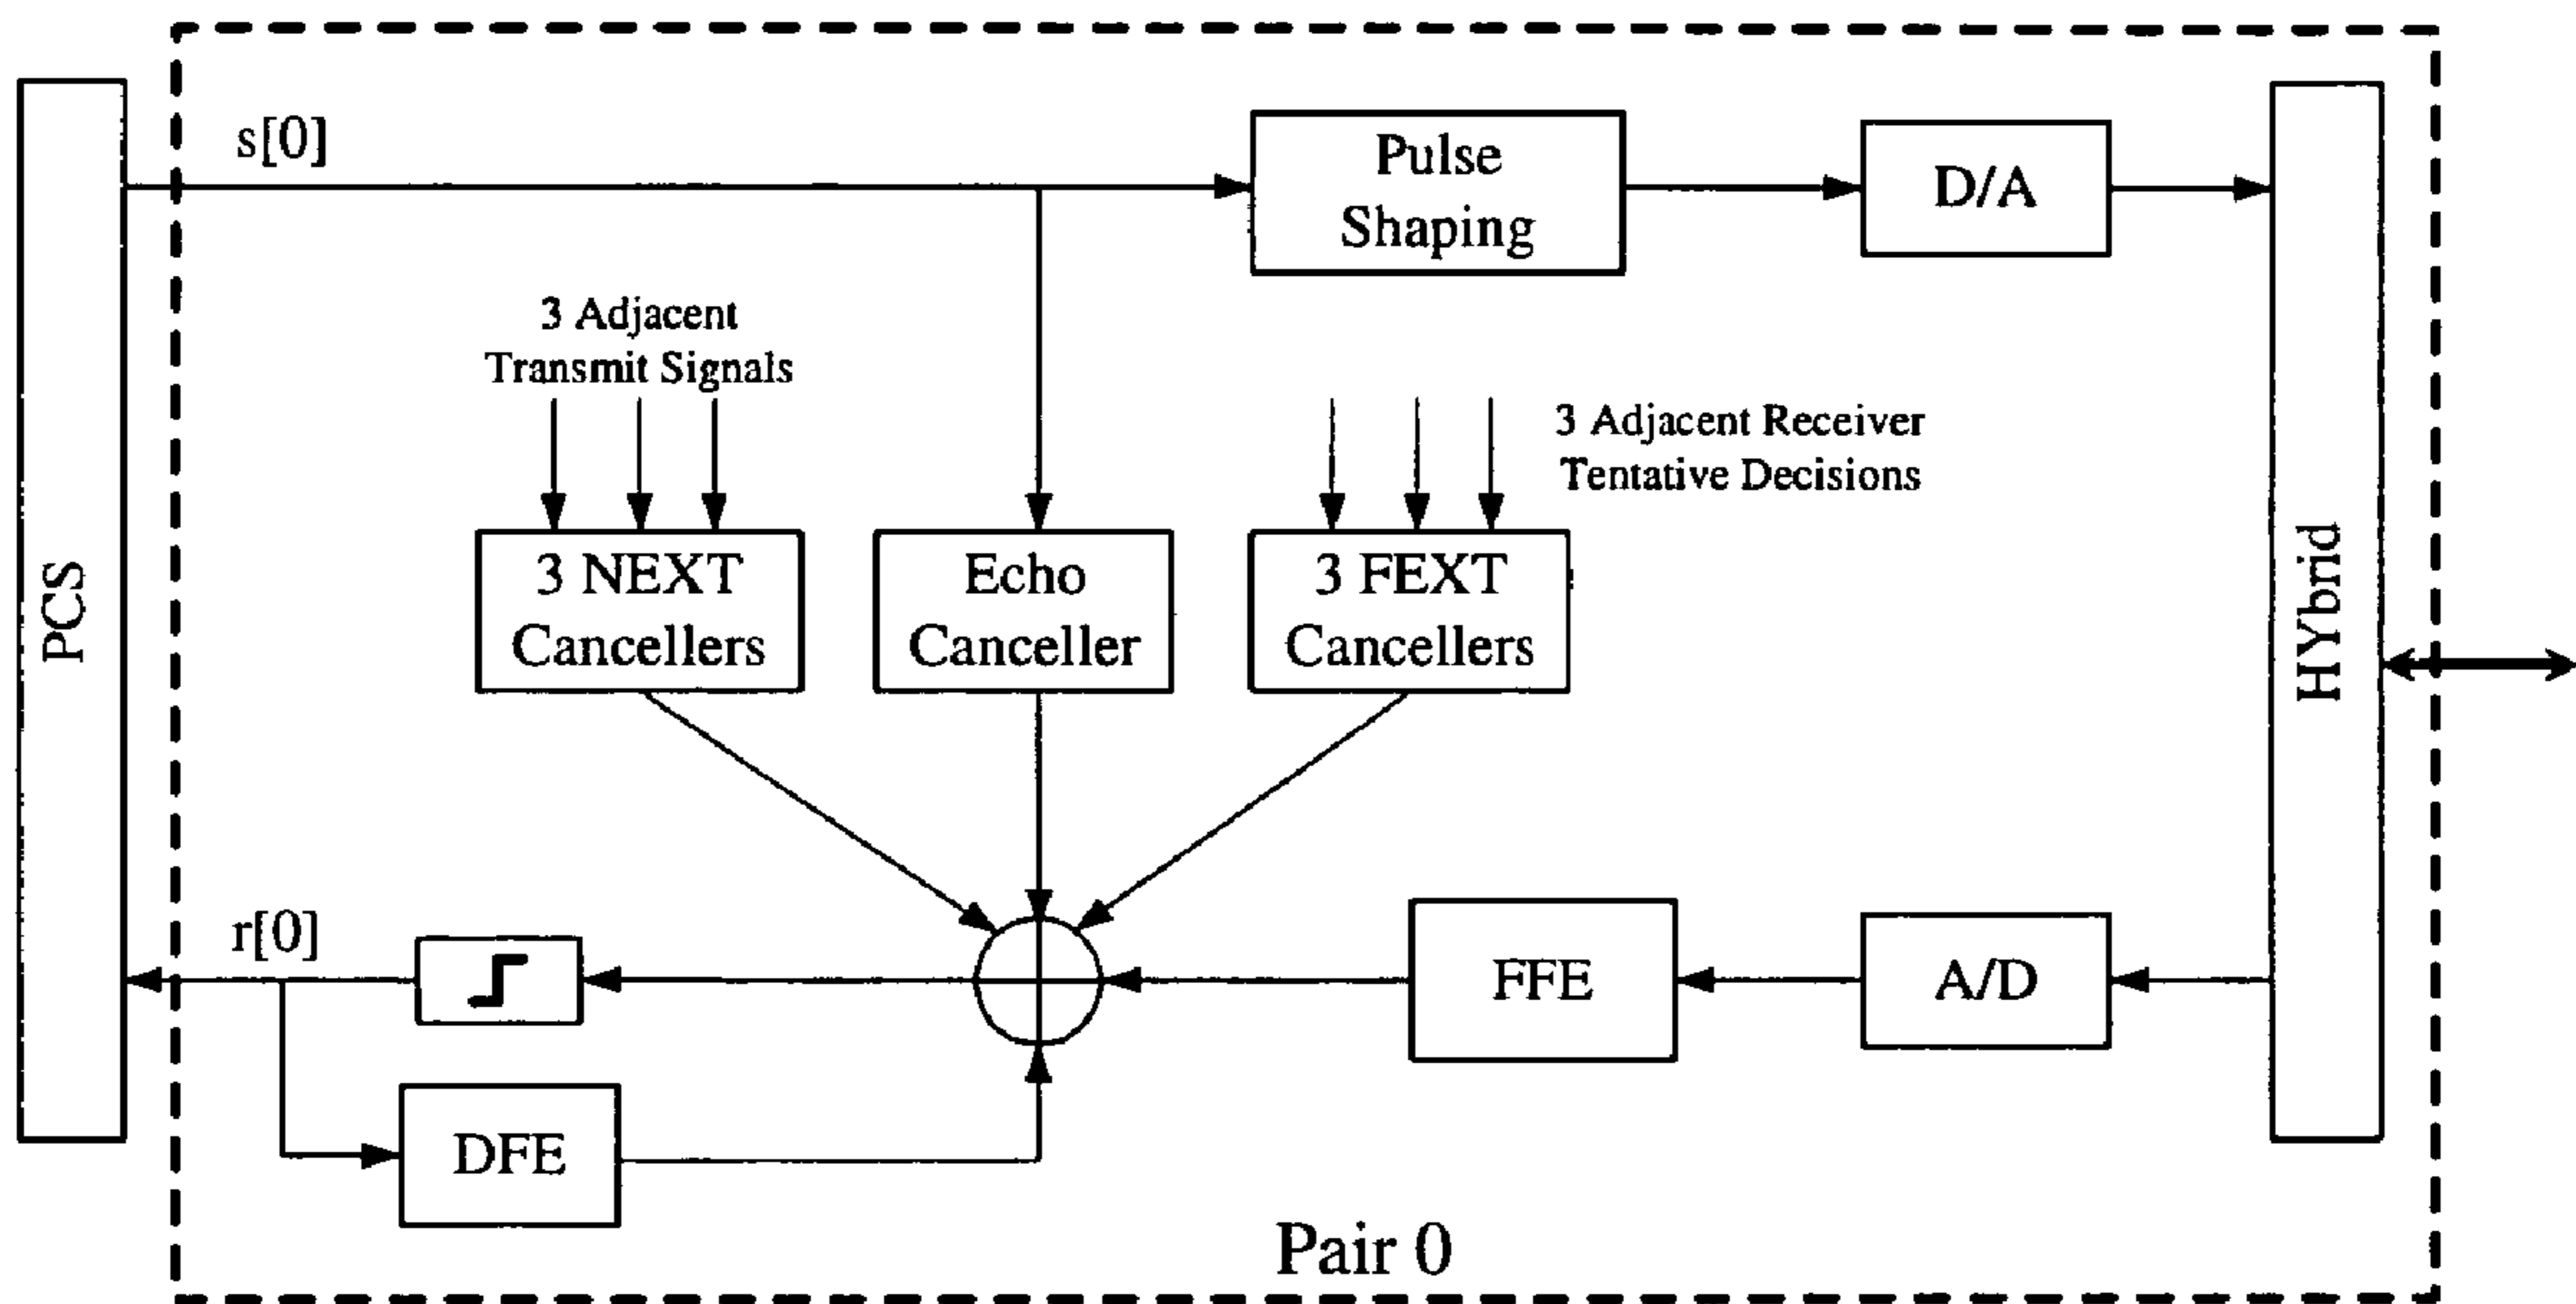 s[0]
Pulse
Shaping
D/A
3 Adjacent
Transmit Signals
3 Adjacent Receiver
Tentative Decisions
PCS
3 NEXT
Cancellers
Echo
Canceller
3 FEXT
Cancellers
HYbrid
r[0]
FFE
A/D
DFE
Pair 0